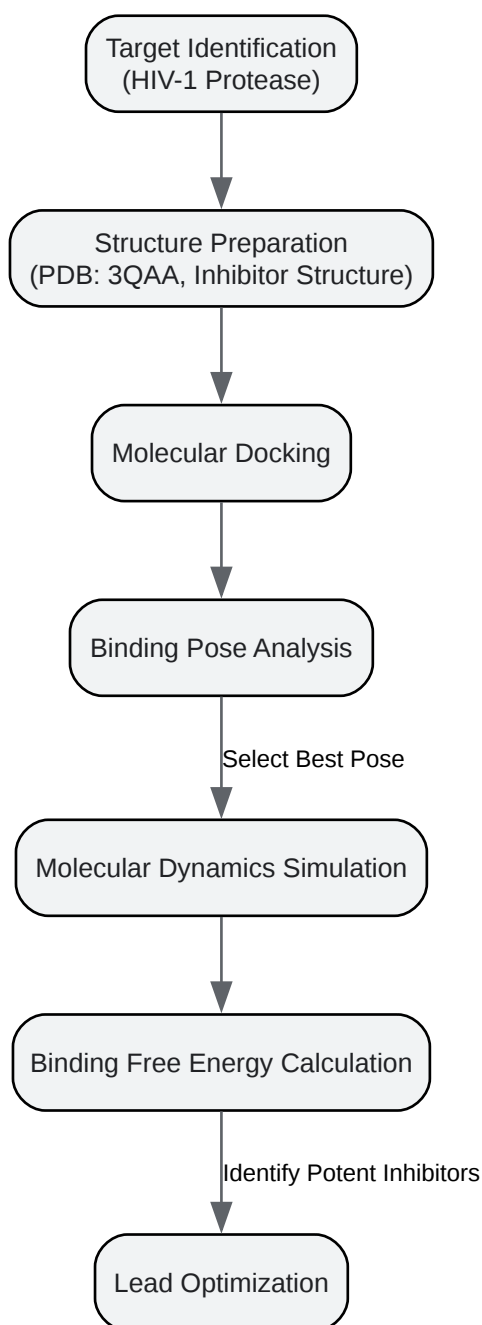 Target Identification
(HIV-1 Protease)
Structure Preparation
(PDB: 3QAA, Inhibitor Structure)
Molecular Docking
Binding Pose Analysis
Select Best Pose
Molecular Dynamics Simulation
Binding Free Energy Calculation
Identify Potent Inhibitors
Lead Optimization